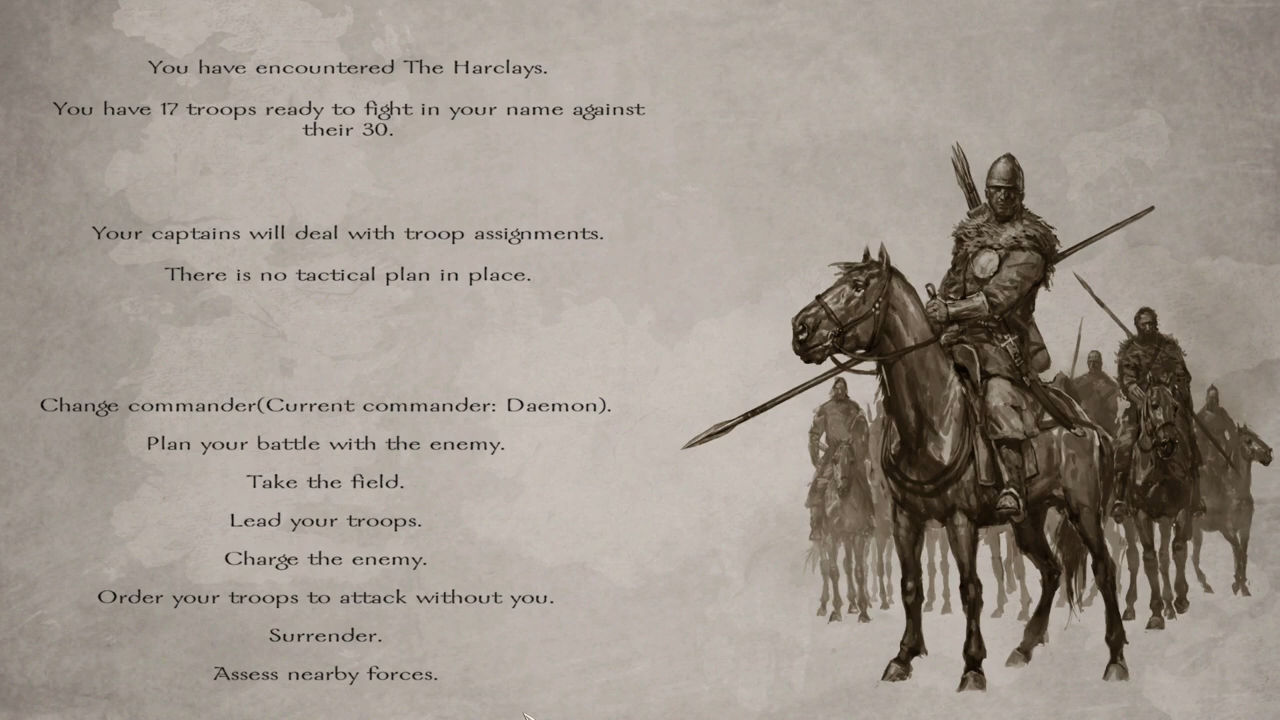 You have encountered The Harclays.
You have 17 troops ready to fight in your name against
their 30.
Your captains will deal with troop assignments.
There is no tactical plan in place.
Change commander(Current commander: Daemon).
Plan your battle with the enemy.
Take the field.
Lead your troops.
Charge the enemy.
Order your troops to attack without you.
Surrender.
Assess nearby forces.